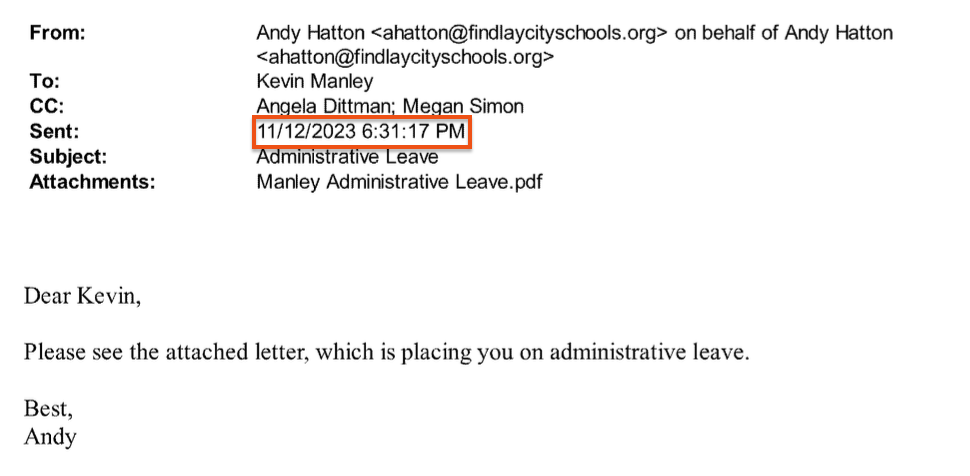 From: Andy Hatton <ahatton@findlaycityschools.org> on behalf of Andy Hatton
<ahatton@findlaycityschools.org>
To: Kevin Manley
CC: Angela Dittman; Megan Simon
Sent: 11/12/2023 6:31:17 PM
Subject: Administrative Leave
Attachments: Manley Administrative Leave.pdf
Dear Kevin,
Please see the attached letter, which is placing you on administrative leave.
Best,
Andy